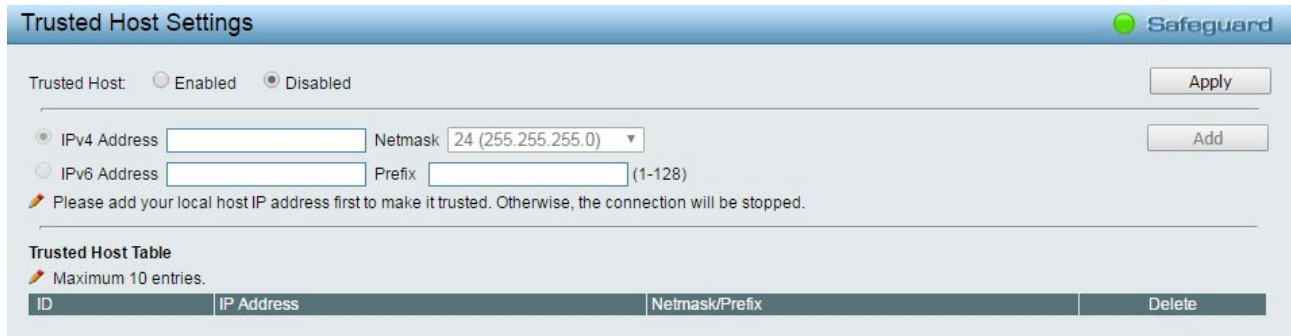 Trusted Host Settings Safeguard
Trusted Host: Enabled Disabled Apply
IPv4 Address Netmask 24 (255.255.255.0) Add
IPv6 Address Prefix (1-128)
Please add your local host IP address first to make it trusted. Otherwise, the connection will be stopped.
Trusted Host Table
Maximum 10 entries.
ID IP Address Netmask/Prefix Delete